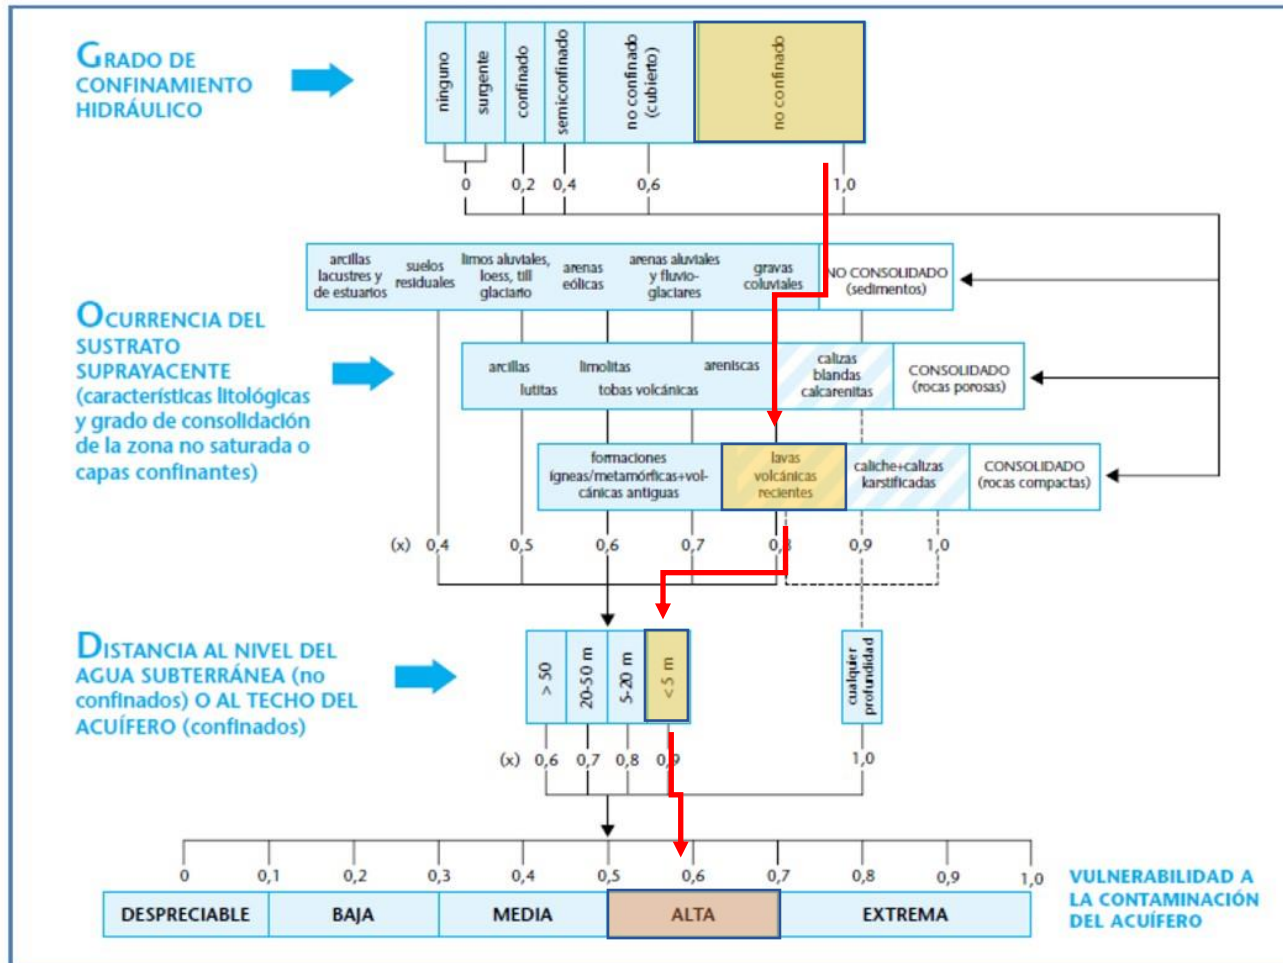 GRADO DE
CONFINAMIENTO
HIDRÁULICO
ninguno
surgente
confinado
semiconfinado
no confinado
(cubierto)
no confinado
0
0,2
0,4
0,6
1,0
arcillas
lacustres y
de estuarios
suelos
residuales
limos aluviales,
loess, till
glaciario
arenas
eólicas
arenas aluviales
y fluvio-
glaciares
gravas
coluviales
NO CONSOLIDADO
(sedimentos)
OCURRENCIA DEL
SUSTRATO
SUPRAYACENTE
(características litológicas
y grado de consolidación
de la zona no saturada o
capas confinantes)
arcillas
lutitas
limolitas
tobas volcánicas
areniscas
calizas
blandas
calcarenitas
CONSOLIDADO
(rocas porosas)
formaciones
ígneas/metamórficas+vol-
cánicas antiguas
lavas
volcánicas
recientes
caliche+calizas
karstificadas
CONSOLIDADO
(rocas compactas)
(x) 0,4
0,5
0,6
0,7
0,8
0,9
1,0
DISTANCIA AL NIVEL DEL
AGUA SUBTERRÁNEA (no
confinados) O AL TECHO DEL
ACUÍFERO (confinados)
> 50
20-50 m
5-20 m
< 5 m
cualquier
profundidad
(x) 0,6
0,7
0,8
0,9
1,0
0
0,1
0,2
0,3
0,4
0,5
0,6
0,7
0,8
0,9
1,0
DESPRECIABLE
BAJA
MEDIA
ALTA
EXTREMA
VULNERABILIDAD A
LA CONTAMINACIÓN
DEL ACUÍFERO